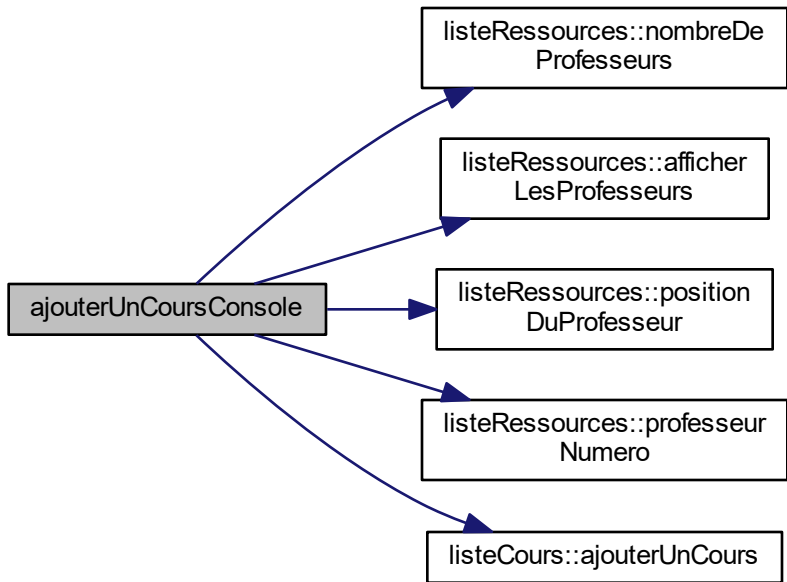 listeRessources::nombreDe
Professeurs
listeRessources::afficher
LesProfesseurs
ajouterUnCoursConsole
listeRessources::position
DuProfesseur
listeRessources::professeur
Numero
listeCours::ajouterUnCours